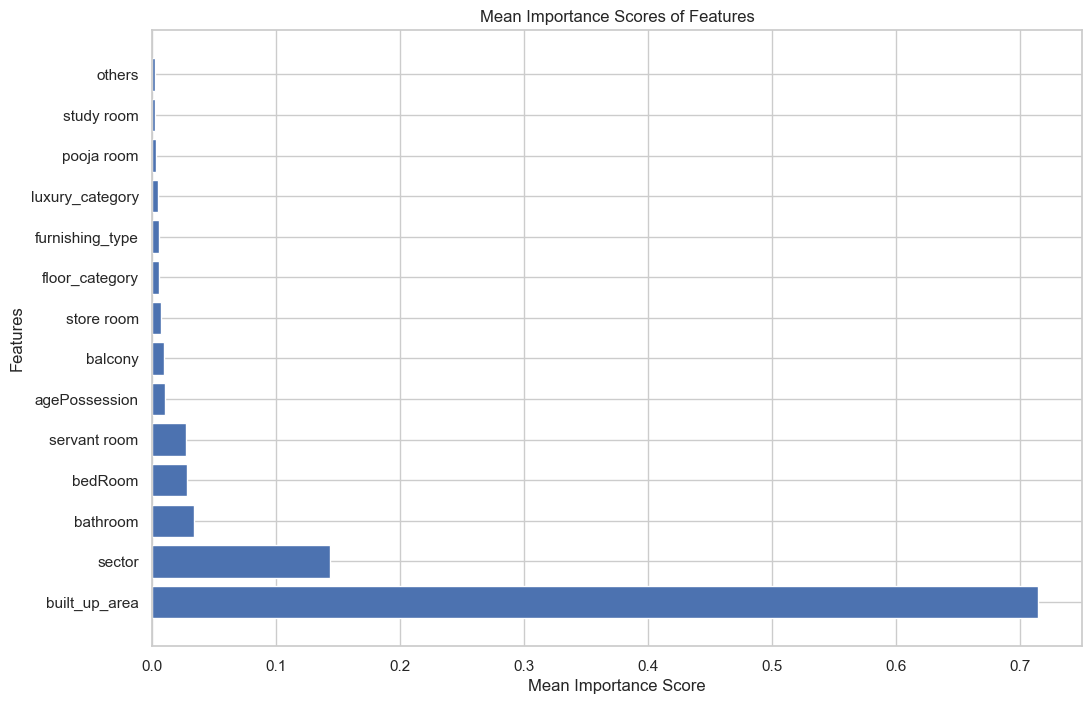 Mean Importance Scores of Features
others
study room
pooja room
luxury_category
furnishing_type
floor_category
store room
balcony
agePossession
servant room
bedRoom
bathroom
sector
built_up_area
Features
0.0 0.1 0.2 0.3 0.4 0.5 0.6 0.7
Mean Importance Score